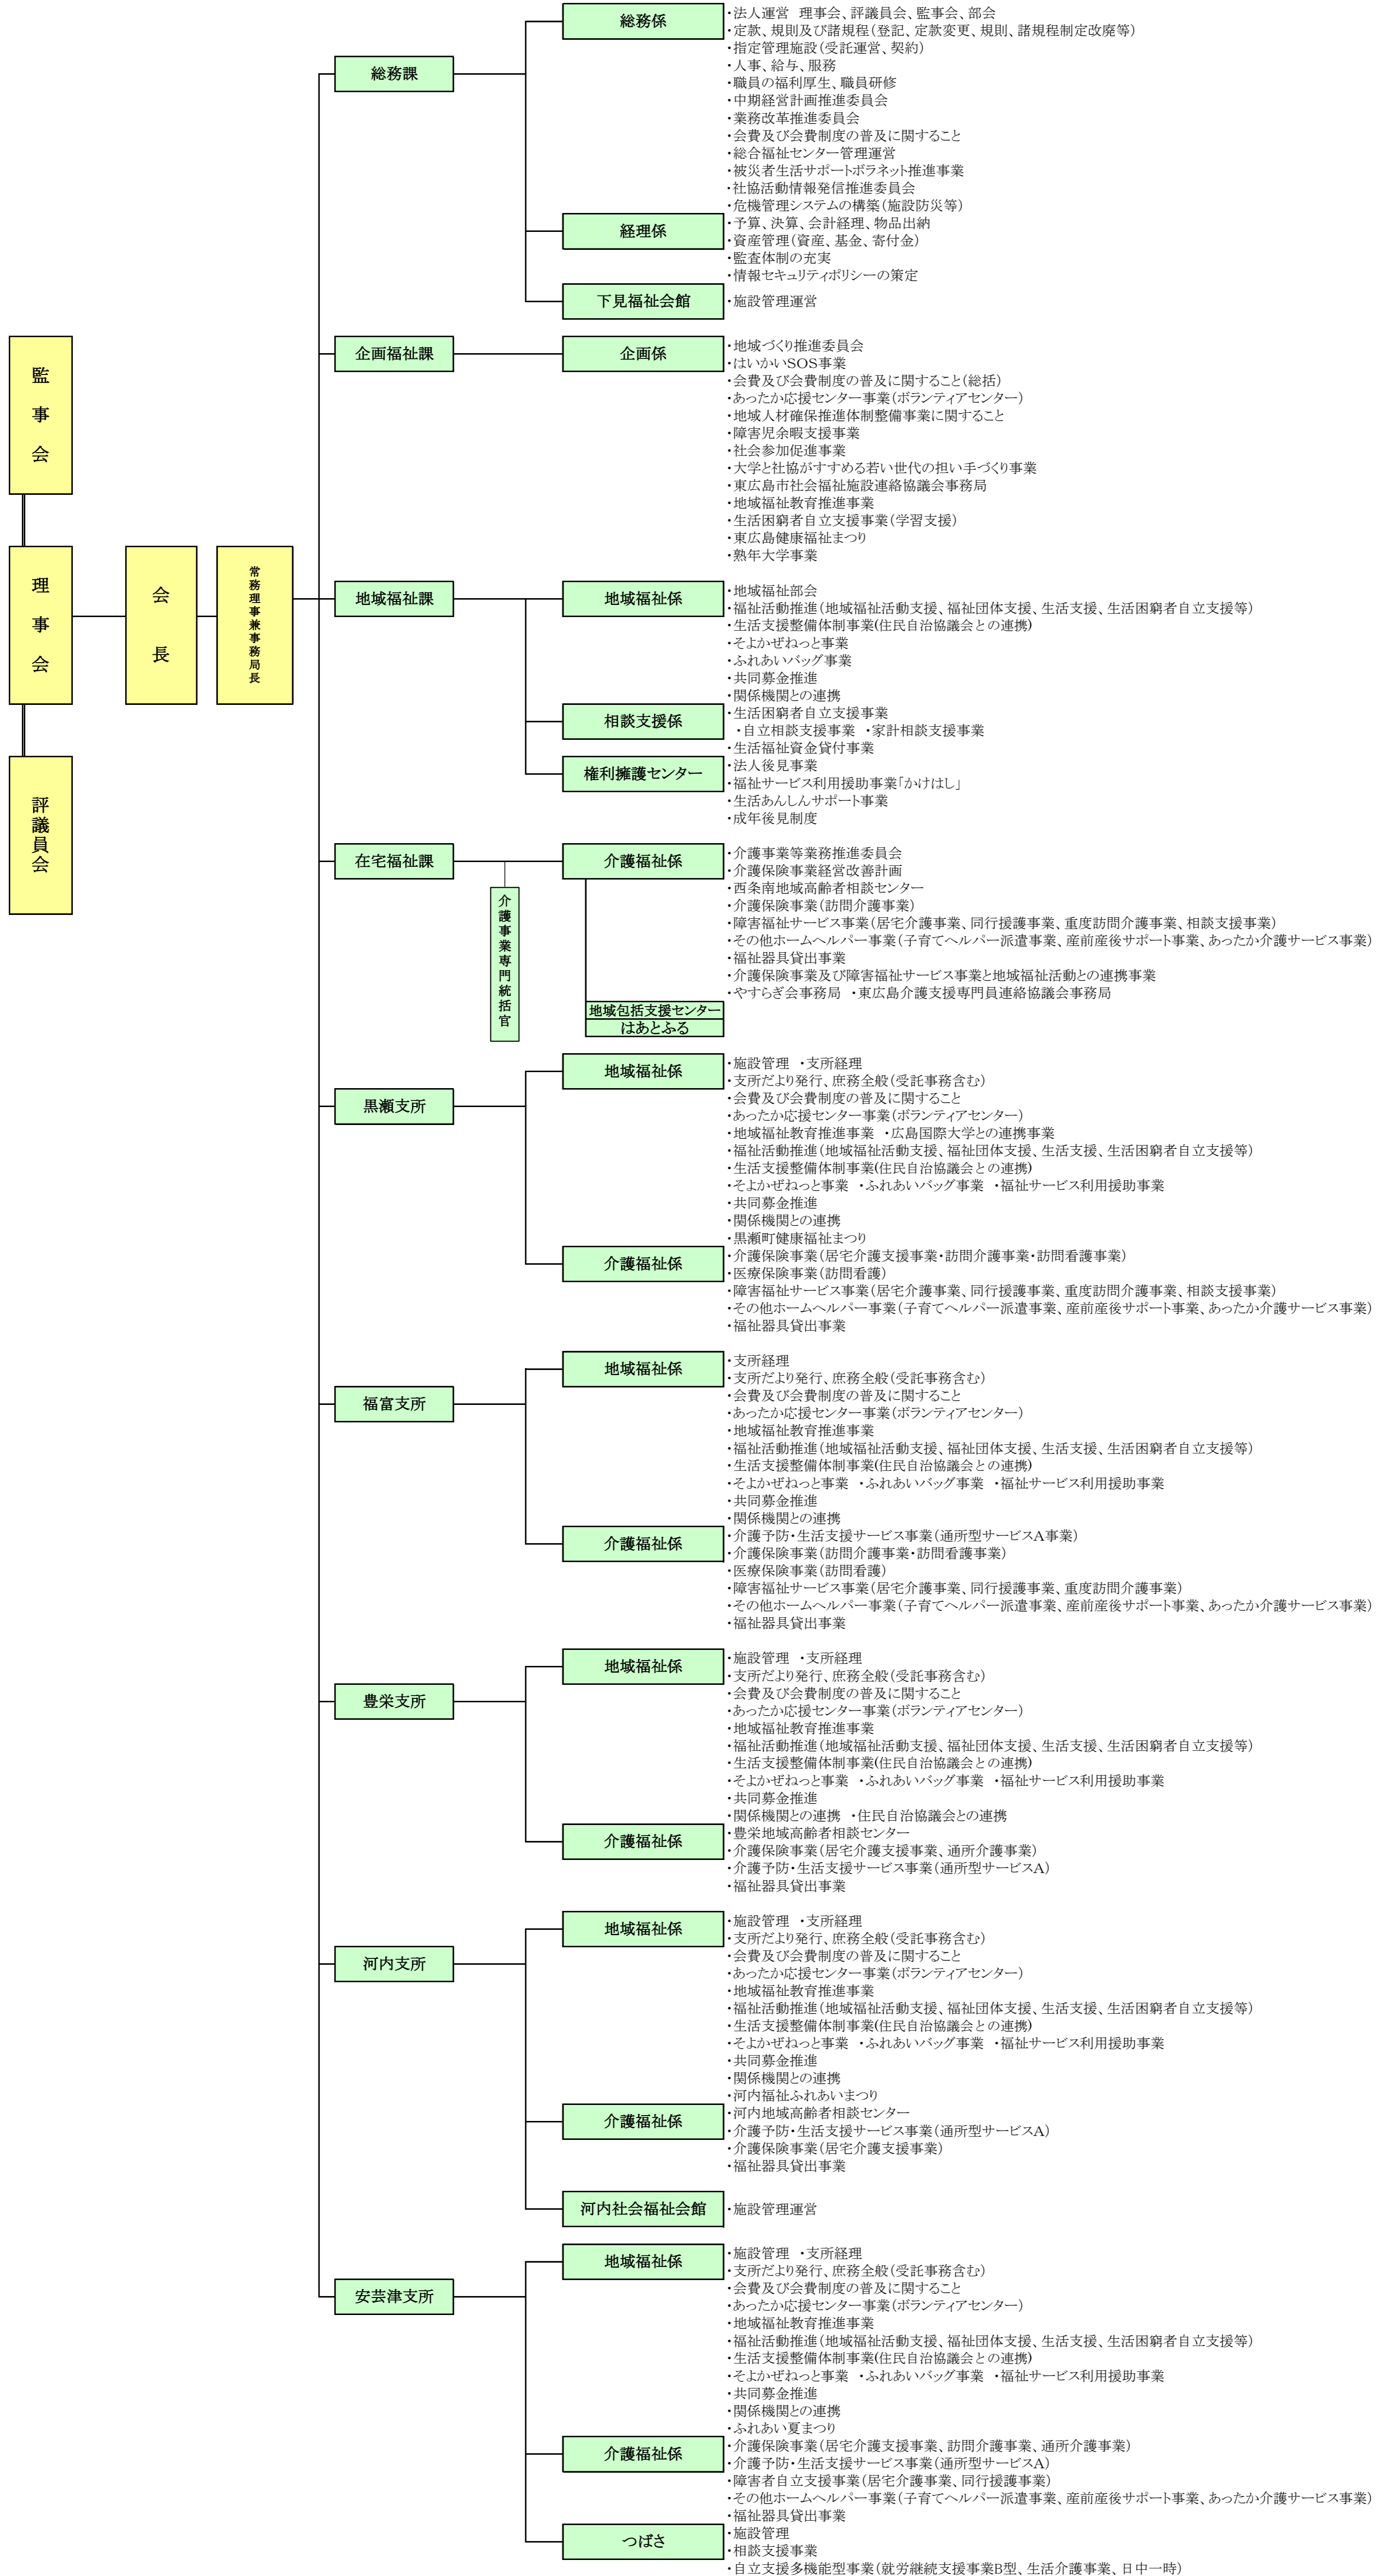 監事会
理事会
評議員会
会長
常務理事兼事務局長
総務課
総務係
・法人運営　理事会、評議員会、監事会、部会
・定款、規則及び諸規程（登記、定款変更、規則、諸規程制定改廃等）
・指定管理施設（受託運営、契約）
・人事、給与、服務
・職員の福利厚生、職員研修
・中期経営計画推進委員会
・業務改革推進委員会
・会費及び会費制度の普及に関すること
・総合福祉センター管理運営
・被災者生活サポートボラネット推進事業
・社協活動情報発信推進委員会
・危機管理システムの構築（施設防災等）
経理係
・予算、決算、会計経理、物品出納
・資産管理（資産、基金、寄付金）
・監査体制の充実
・情報セキュリティポリシーの策定
下見福祉会館
・施設管理運営
企画福祉課
企画係
・地域づくり推進委員会
・はいかいSOS事業
・会費及び会費制度の普及に関すること（総括）
・あったか応援センター事業（ボランティアセンター）
・地域人材確保推進体制整備事業に関すること
・障害児余暇支援事業
・社会参加促進事業
・大学と社協がすすめる若い世代の担い手づくり事業
・東広島市社会福祉施設連絡協議会事務局
・地域福祉教育推進事業
・生活困窮者自立支援事業（学習支援）
・東広島健康福祉まつり
・熟年大学事業
地域福祉課
地域福祉係
・地域福祉部会
・福祉活動推進（地域福祉活動支援、福祉団体支援、生活支援、生活困窮者自立支援等）
・生活支援整備体制事業(住民自治協議会との連携)
・そよかぜねっと事業
・ふれあいバッグ事業
・共同募金推進
・関係機関との連携
相談支援係
・生活困窮者自立支援事業
・自立相談支援事業　・家計相談支援事業
・生活福祉資金貸付事業
権利擁護センター
・法人後見事業
・福祉サービス利用援助事業「かけはし」
・生活あんしんサポート事業
・成年後見制度
在宅福祉課
介護事業専門統括官
介護福祉係
・介護事業等業務推進委員会
・介護保険事業経営改善計画
・西条南地域高齢者相談センター
・介護保険事業（訪問介護事業）
・障害福祉サービス事業（居宅介護事業、同行援護事業、重度訪問介護事業、相談支援事業）
・その他ホームヘルパー事業（子育てヘルパー派遣事業、産前産後サポート事業、あったか介護サービス事業）
・福祉器具貸出事業
・介護保険事業及び障害福祉サービス事業と地域福祉活動との連携事業
・やすらぎ会事務局　・東広島介護支援専門員連絡協議会事務局
地域包括支援センター
はあとふる
黒瀬支所
地域福祉係
・施設管理　・支所経理
・支所だより発行、庶務全般（受託事務含む）
・会費及び会費制度の普及に関すること
・あったか応援センター事業（ボランティアセンター）
・地域福祉教育推進事業　・広島国際大学との連携事業
・福祉活動推進（地域福祉活動支援、福祉団体支援、生活支援、生活困窮者自立支援等）
・生活支援整備体制事業(住民自治協議会との連携)
・そよかぜねっと事業　・ふれあいバッグ事業　・福祉サービス利用援助事業
・共同募金推進
・関係機関との連携
・黒瀬町健康福祉まつり
介護福祉係
・介護保険事業（居宅介護支援事業・訪問介護事業・訪問看護事業）
・医療保険事業（訪問看護）
・障害福祉サービス事業（居宅介護事業、同行援護事業、重度訪問介護事業、相談支援事業）
・その他ホームヘルパー事業（子育てヘルパー派遣事業、産前産後サポート事業、あったか介護サービス事業）
・福祉器具貸出事業
福富支所
地域福祉係
・支所経理
・支所だより発行、庶務全般（受託事務含む）
・会費及び会費制度の普及に関すること
・あったか応援センター事業（ボランティアセンター）
・地域福祉教育推進事業
・福祉活動推進（地域福祉活動支援、福祉団体支援、生活支援、生活困窮者自立支援等）
・生活支援整備体制事業(住民自治協議会との連携)
・そよかぜねっと事業　・ふれあいバッグ事業　・福祉サービス利用援助事業
・共同募金推進
・関係機関との連携
介護福祉係
・介護予防・生活支援サービス事業（通所型サービスA事業）
・介護保険事業（訪問介護事業・訪問看護事業）
・医療保険事業（訪問看護）
・障害福祉サービス事業（居宅介護事業、同行援護事業、重度訪問介護事業）
・その他ホームヘルパー事業（子育てヘルパー派遣事業、産前産後サポート事業、あったか介護サービス事業）
・福祉器具貸出事業
豊栄支所
地域福祉係
・施設管理　・支所経理
・支所だより発行、庶務全般（受託事務含む）
・会費及び会費制度の普及に関すること
・あったか応援センター事業（ボランティアセンター）
・地域福祉教育推進事業
・福祉活動推進（地域福祉活動支援、福祉団体支援、生活支援、生活困窮者自立支援等）
・生活支援整備体制事業(住民自治協議会との連携)
・そよかぜねっと事業　・ふれあいバッグ事業　・福祉サービス利用援助事業
・共同募金推進
・関係機関との連携　・住民自治協議会との連携
介護福祉係
・豊栄地域高齢者相談センター
・介護保険事業（居宅介護支援事業、通所介護事業）
・介護予防・生活支援サービス事業（通所型サービスA）
・福祉器具貸出事業
河内支所
地域福祉係
・施設管理　・支所経理
・支所だより発行、庶務全般（受託事務含む）
・会費及び会費制度の普及に関すること
・あったか応援センター事業（ボランティアセンター）
・地域福祉教育推進事業
・福祉活動推進（地域福祉活動支援、福祉団体支援、生活支援、生活困窮者自立支援等）
・生活支援整備体制事業(住民自治協議会との連携)
・そよかぜねっと事業　・ふれあいバッグ事業　・福祉サービス利用援助事業
・共同募金推進
・関係機関との連携
・河内福祉ふれあいまつり
介護福祉係
・河内地域高齢者相談センター
・介護予防・生活支援サービス事業（通所型サービスA）
・介護保険事業（居宅介護支援事業）
・福祉器具貸出事業
河内社会福祉会館
・施設管理運営
安芸津支所
地域福祉係
・施設管理　・支所経理
・支所だより発行、庶務全般（受託事務含む）
・会費及び会費制度の普及に関すること
・あったか応援センター事業（ボランティアセンター）
・地域福祉教育推進事業
・福祉活動推進（地域福祉活動支援、福祉団体支援、生活支援、生活困窮者自立支援等）
・生活支援整備体制事業(住民自治協議会との連携)
・そよかぜねっと事業　・ふれあいバッグ事業　・福祉サービス利用援助事業
・共同募金推進
・関係機関との連携
・ふれあい夏まつり
介護福祉係
・介護保険事業（居宅介護支援事業、訪問介護事業、通所介護事業）
・介護予防・生活支援サービス事業（通所型サービスA）
・障害者自立支援事業（居宅介護事業、同行援護事業）
・その他ホームヘルパー事業（子育てヘルパー派遣事業、産前産後サポート事業、あったか介護サービス事業）
・福祉器具貸出事業
つばさ
・施設管理
・相談支援事業
・自立支援多機能型事業（就労継続支援事業B型、生活介護事業、日中一時）